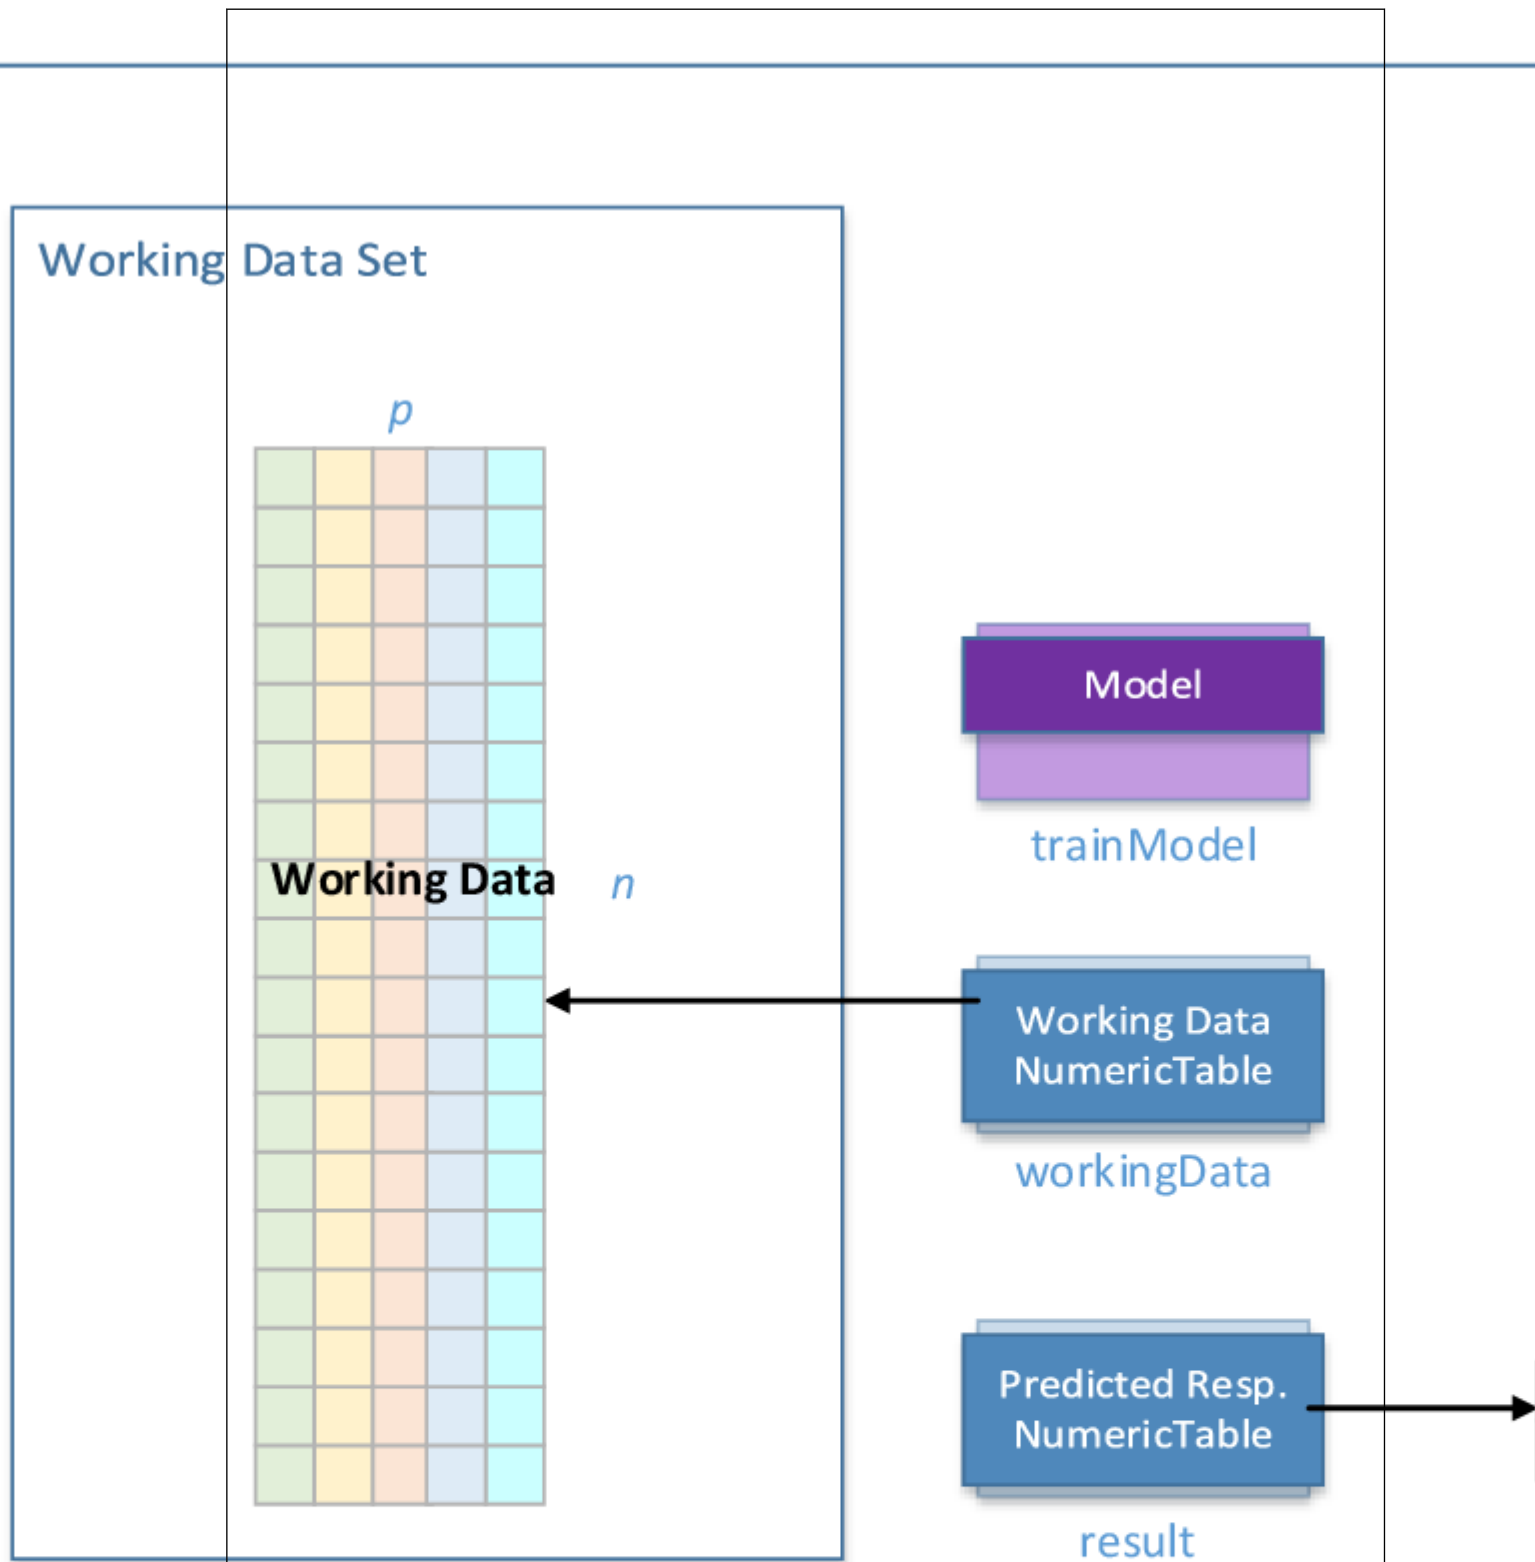 Working Data Set
p
Working Data
n
Model
trainModel
Working Data
NumericTable
workingData
Predicted Resp.
NumericTable
result